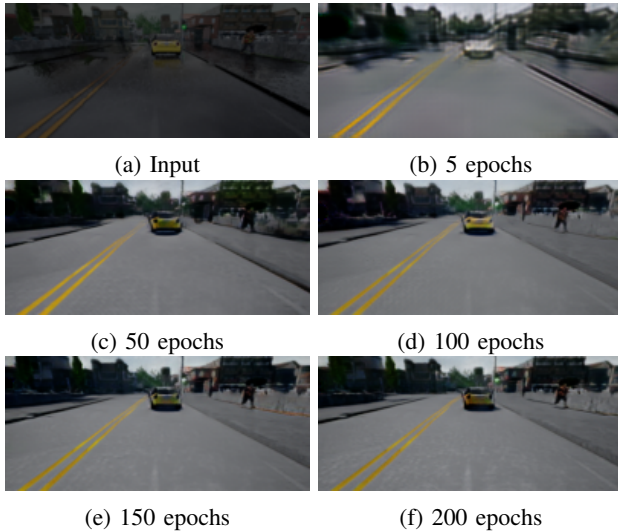 (a) Input
(b) 5 epochs
(c) 50 epochs
(d) 100 epochs
(e) 150 epochs
(f) 200 epochs